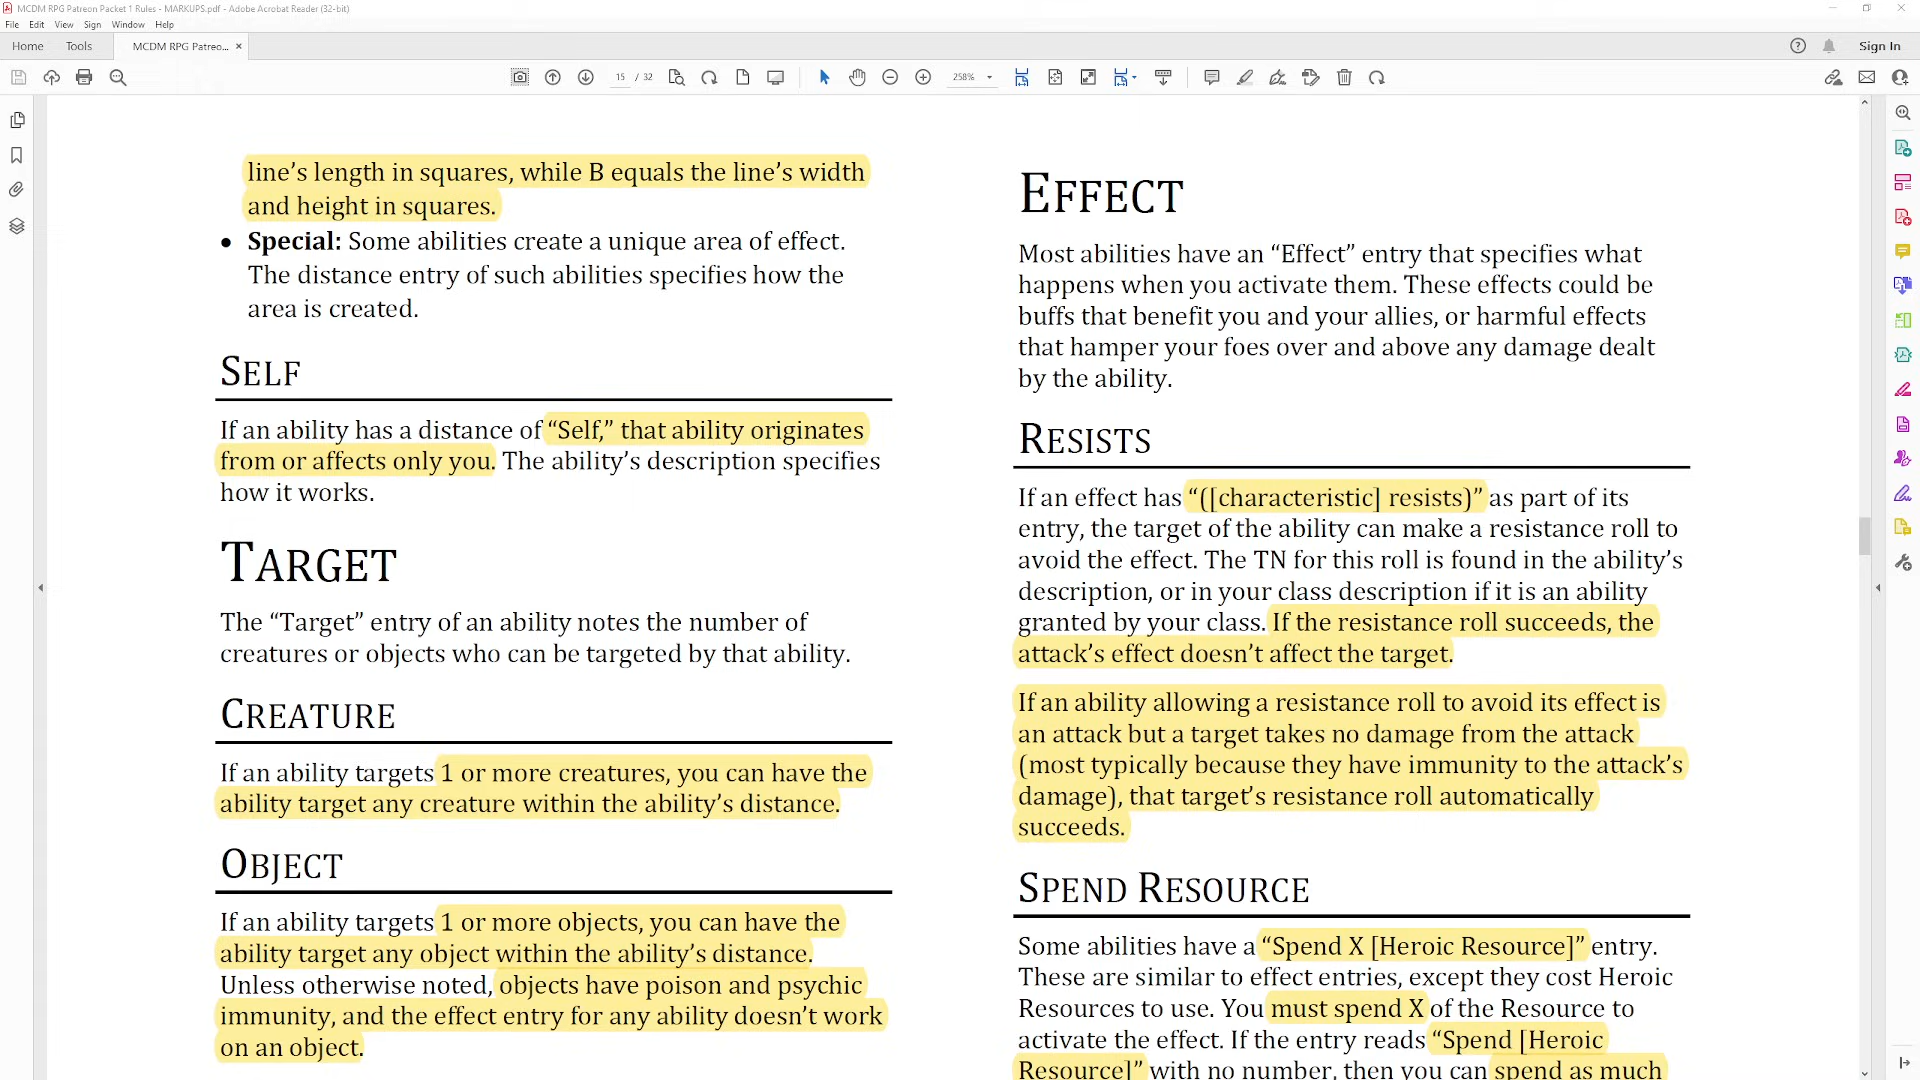 MCDM RPG Patreon Packet 1 Rules - MARKUPS.pdf - Adobe Acrobat Reader (32-bit)
File Edit View Sign Window Help
Home Tools MCDM RPG Patreo... × Sign In
15 / 32 258%
line’s length in squares, while B equals the line’s width
and height in squares.
• Special: Some abilities create a unique area of effect.
The distance entry of such abilities specifies how the
area is created.
SELF
If an ability has a distance of “Self,” that ability originates
from or affects only you. The ability’s description specifies
how it works.
TARGET
The “Target” entry of an ability notes the number of
creatures or objects who can be targeted by that ability.
CREATURE
If an ability targets 1 or more creatures, you can have the
ability target any creature within the ability’s distance.
OBJECT
If an ability targets 1 or more objects, you can have the
ability target any object within the ability’s distance.
Unless otherwise noted, objects have poison and psychic
immunity, and the effect entry for any ability doesn’t work
on an object.
EFFECT
Most abilities have an “Effect” entry that specifies what
happens when you activate them. These effects could be
buffs that benefit you and your allies, or harmful effects
that hamper your foes over and above any damage dealt
by the ability.
RESISTS
If an effect has “([characteristic] resists)” as part of its
entry, the target of the ability can make a resistance roll to
avoid the effect. The TN for this roll is found in the ability’s
description, or in your class description if it is an ability
granted by your class. If the resistance roll succeeds, the
attack’s effect doesn’t affect the target.
If an ability allowing a resistance roll to avoid its effect is
an attack but a target takes no damage from the attack
(most typically because they have immunity to the attack’s
damage), that target’s resistance roll automatically
succeeds.
SPEND RESOURCE
Some abilities have a “Spend X [Heroic Resource]” entry.
These are similar to effect entries, except they cost Heroic
Resources to use. You must spend X of the Resource to
activate the effect. If the entry reads “Spend [Heroic
Resource]” with no number, then you can spend as much